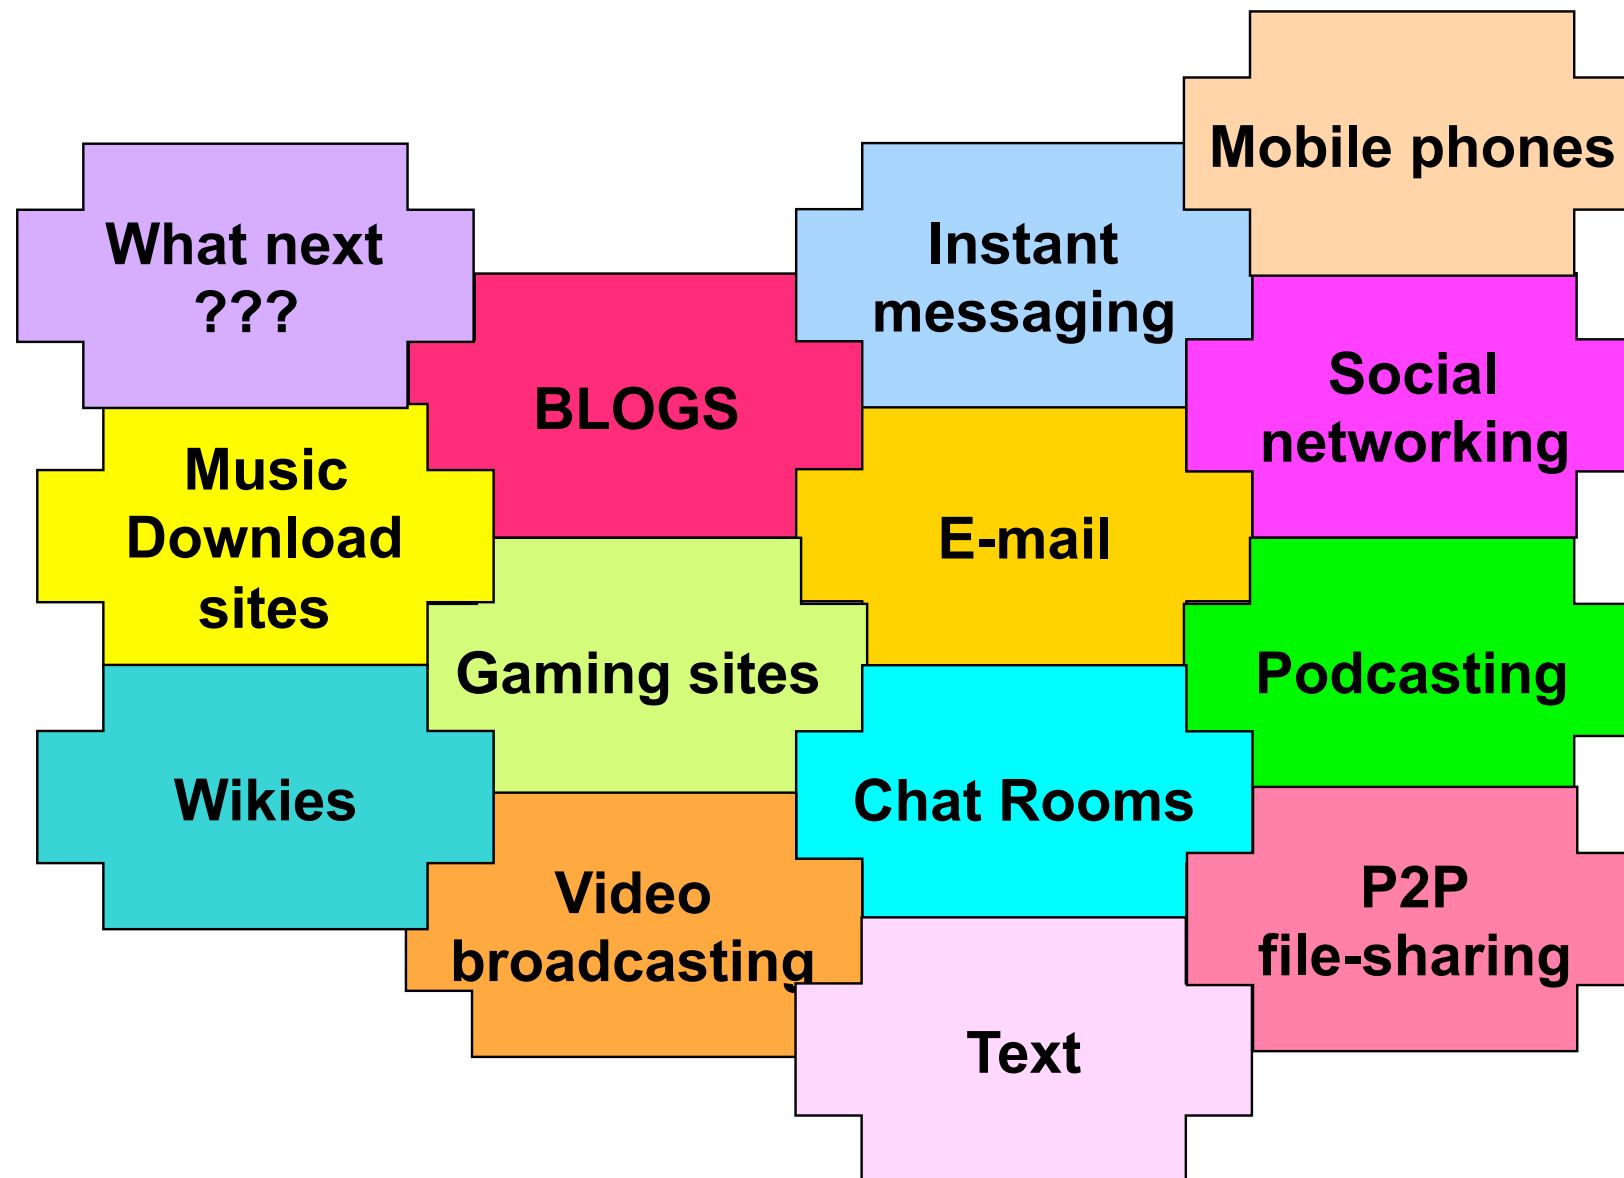 Mobile phones
What next
???
Instant
messaging
BLOGS
Social
networking
Music
Download
sites
E-mail
Gaming sites
Podcasting
Wikies
Chat Rooms
Video
broadcasting
P2P
file-sharing
Text